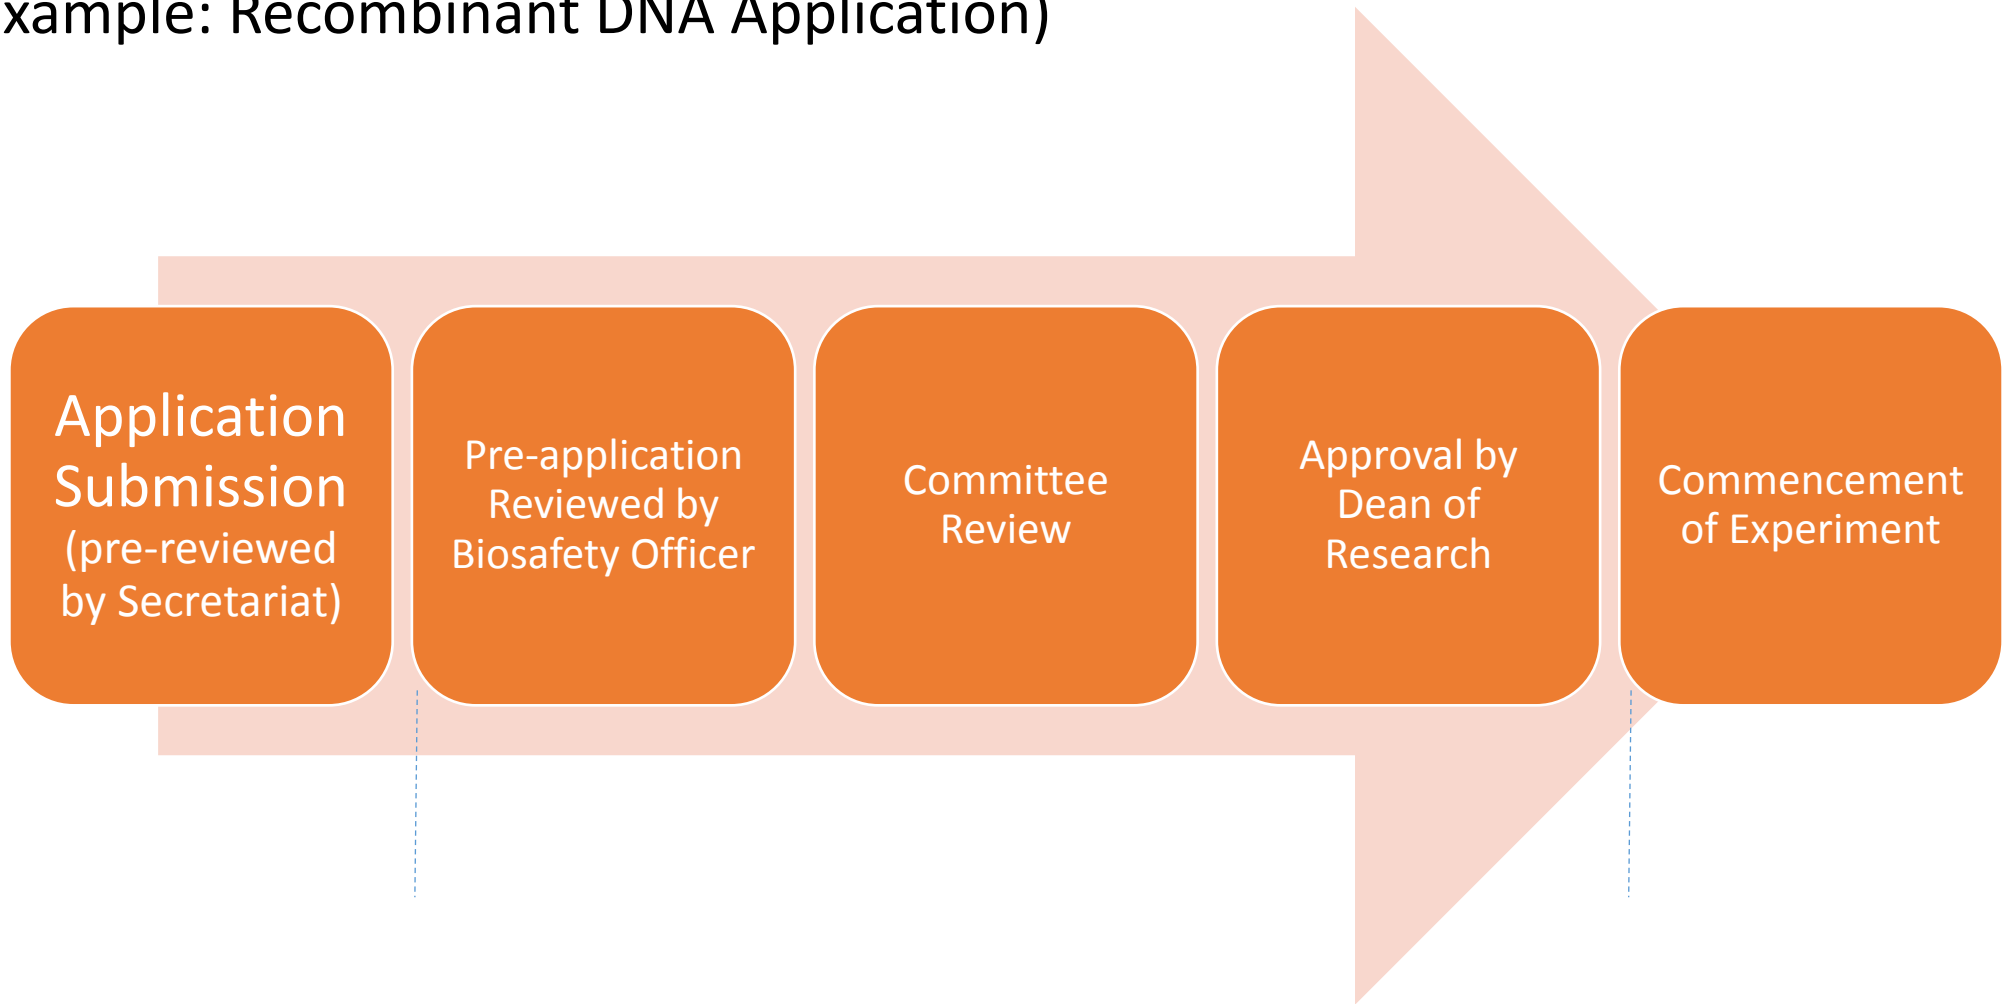 xample: Recombinant DNA Application)
Application
Submission
(pre-reviewed
by Secretariat)
Pre-application
Reviewed by
Biosafety Officer
Committee
Review
Approval by
Dean of
Research
Commencement
of Experiment